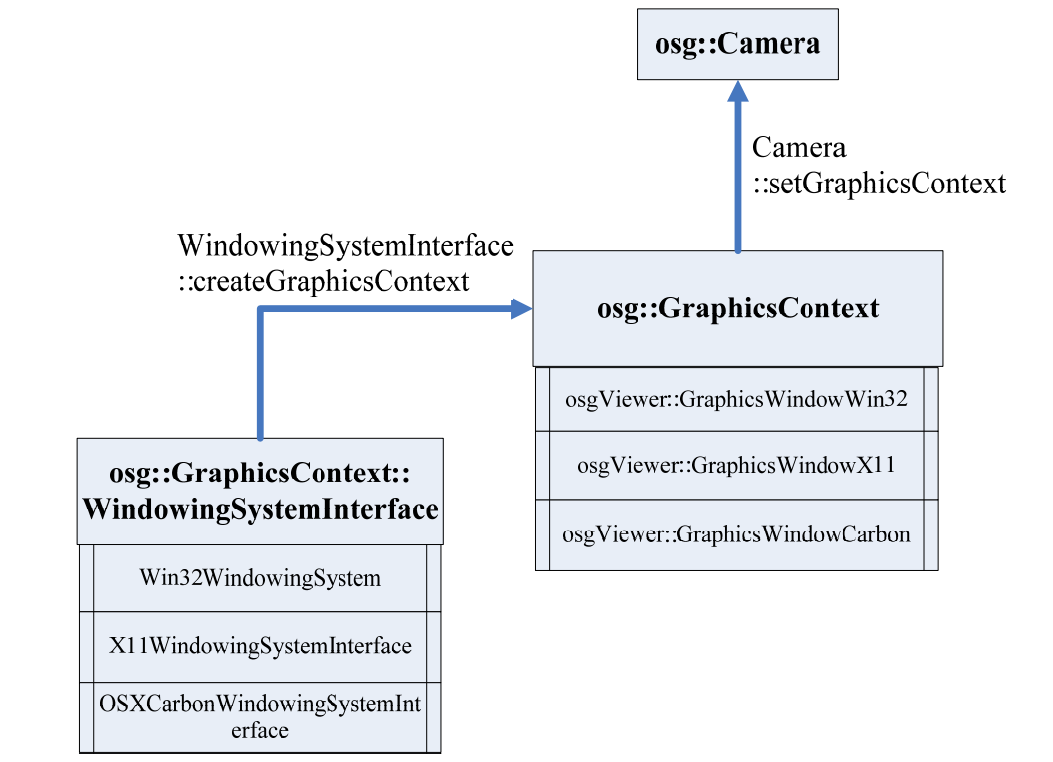 osg::Camera
Camera
::setGraphicsContext
WindowingSystemInterface
::createGraphicsContext
osg::GraphicsContext
osgViewer::GraphicsWindowWin32
osgViewer::GraphicsWindowX11
osgViewer::GraphicsWindowCarbon
osg::GraphicsContext::
WindowingSystemInterface
Win32WindowingSystem
X11WindowingSystemInterface
OSXCarbonWindowingSystemInt
erface